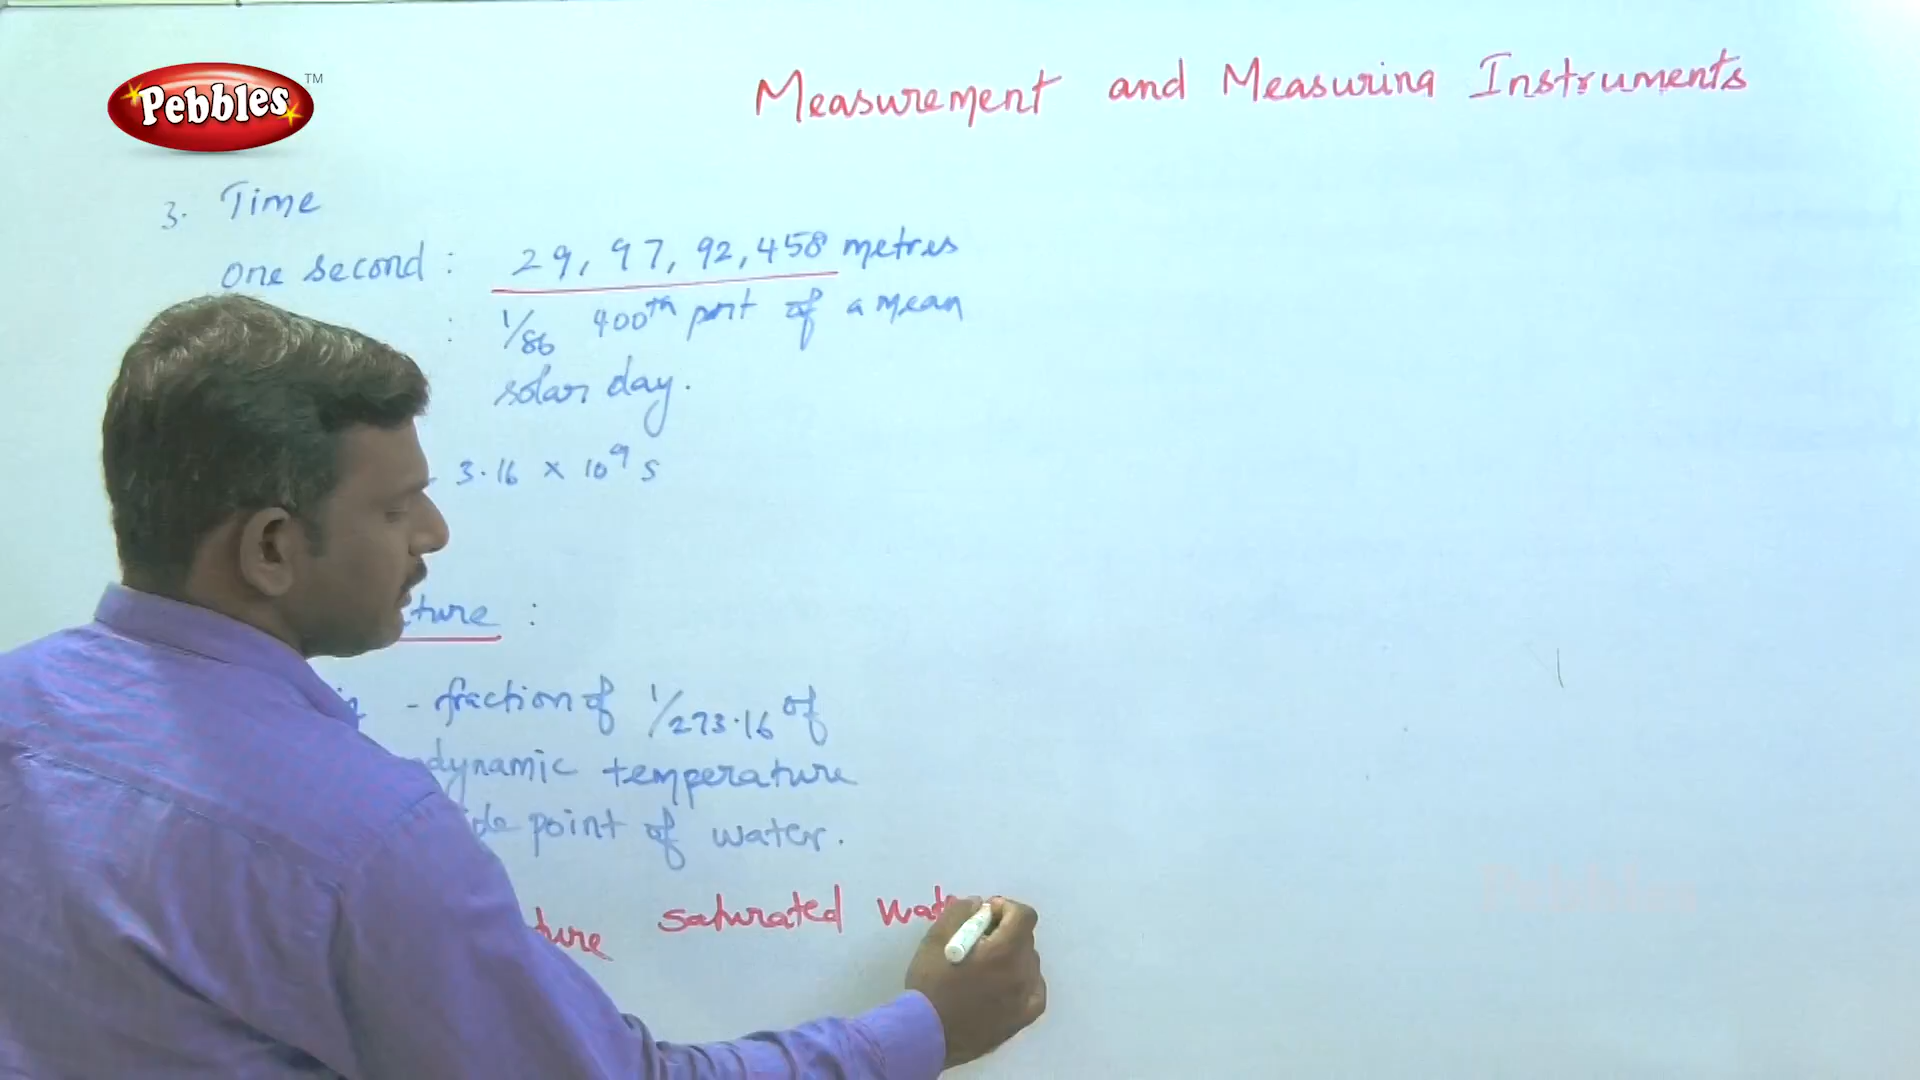 Pebbles TM
Measurement and Measuring Instruments
3. Time
One second : 29, 97, 92, 458 metres
: 1/86 400th part of a mean
solar day.
3.16 x 10⁹ s
ture :
- fraction of 1/273.16 of
dynamic temperature
point of water.
ture saturated wat